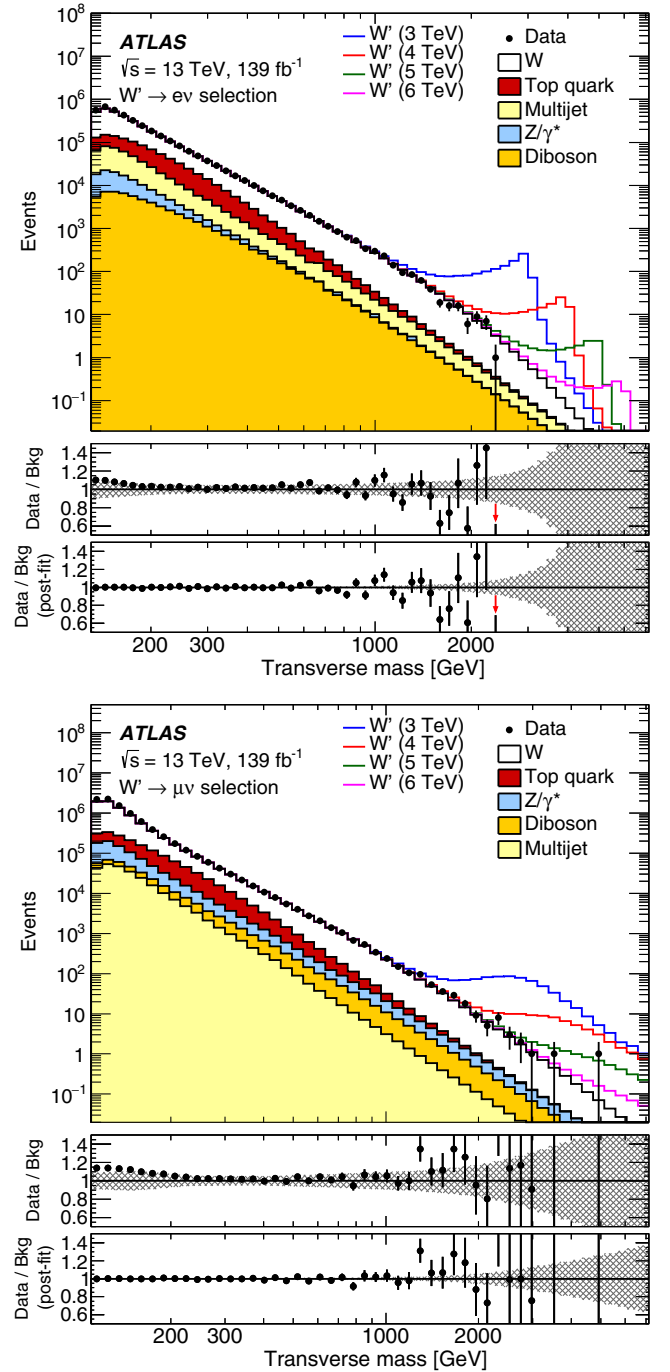 10^8
10^7
10^6
10^5
10^4
10^3
10^2
10
1
10^-1
Events
ATLAS
√s = 13 TeV, 139 fb^-1
W' → eν selection
W' (3 TeV)
W' (4 TeV)
W' (5 TeV)
W' (6 TeV)
Data
W
Top quark
Multijet
Z/γ*
Diboson
Data / Bkg
1.4
1.2
1
0.8
0.6
Data / Bkg
(post-fit)
1.4
1.2
1
0.8
0.6
200 300 1000 2000
Transverse mass [GeV]
10^8
10^7
10^6
10^5
10^4
10^3
10^2
10
1
10^-1
Events
ATLAS
√s = 13 TeV, 139 fb^-1
W' → μν selection
W' (3 TeV)
W' (4 TeV)
W' (5 TeV)
W' (6 TeV)
Data
W
Top quark
Z/γ*
Diboson
Multijet
Data / Bkg
1.4
1.2
1
0.8
0.6
Data / Bkg
(post-fit)
1.4
1.2
1
0.8
0.6
200 300 1000 2000
Transverse mass [GeV]